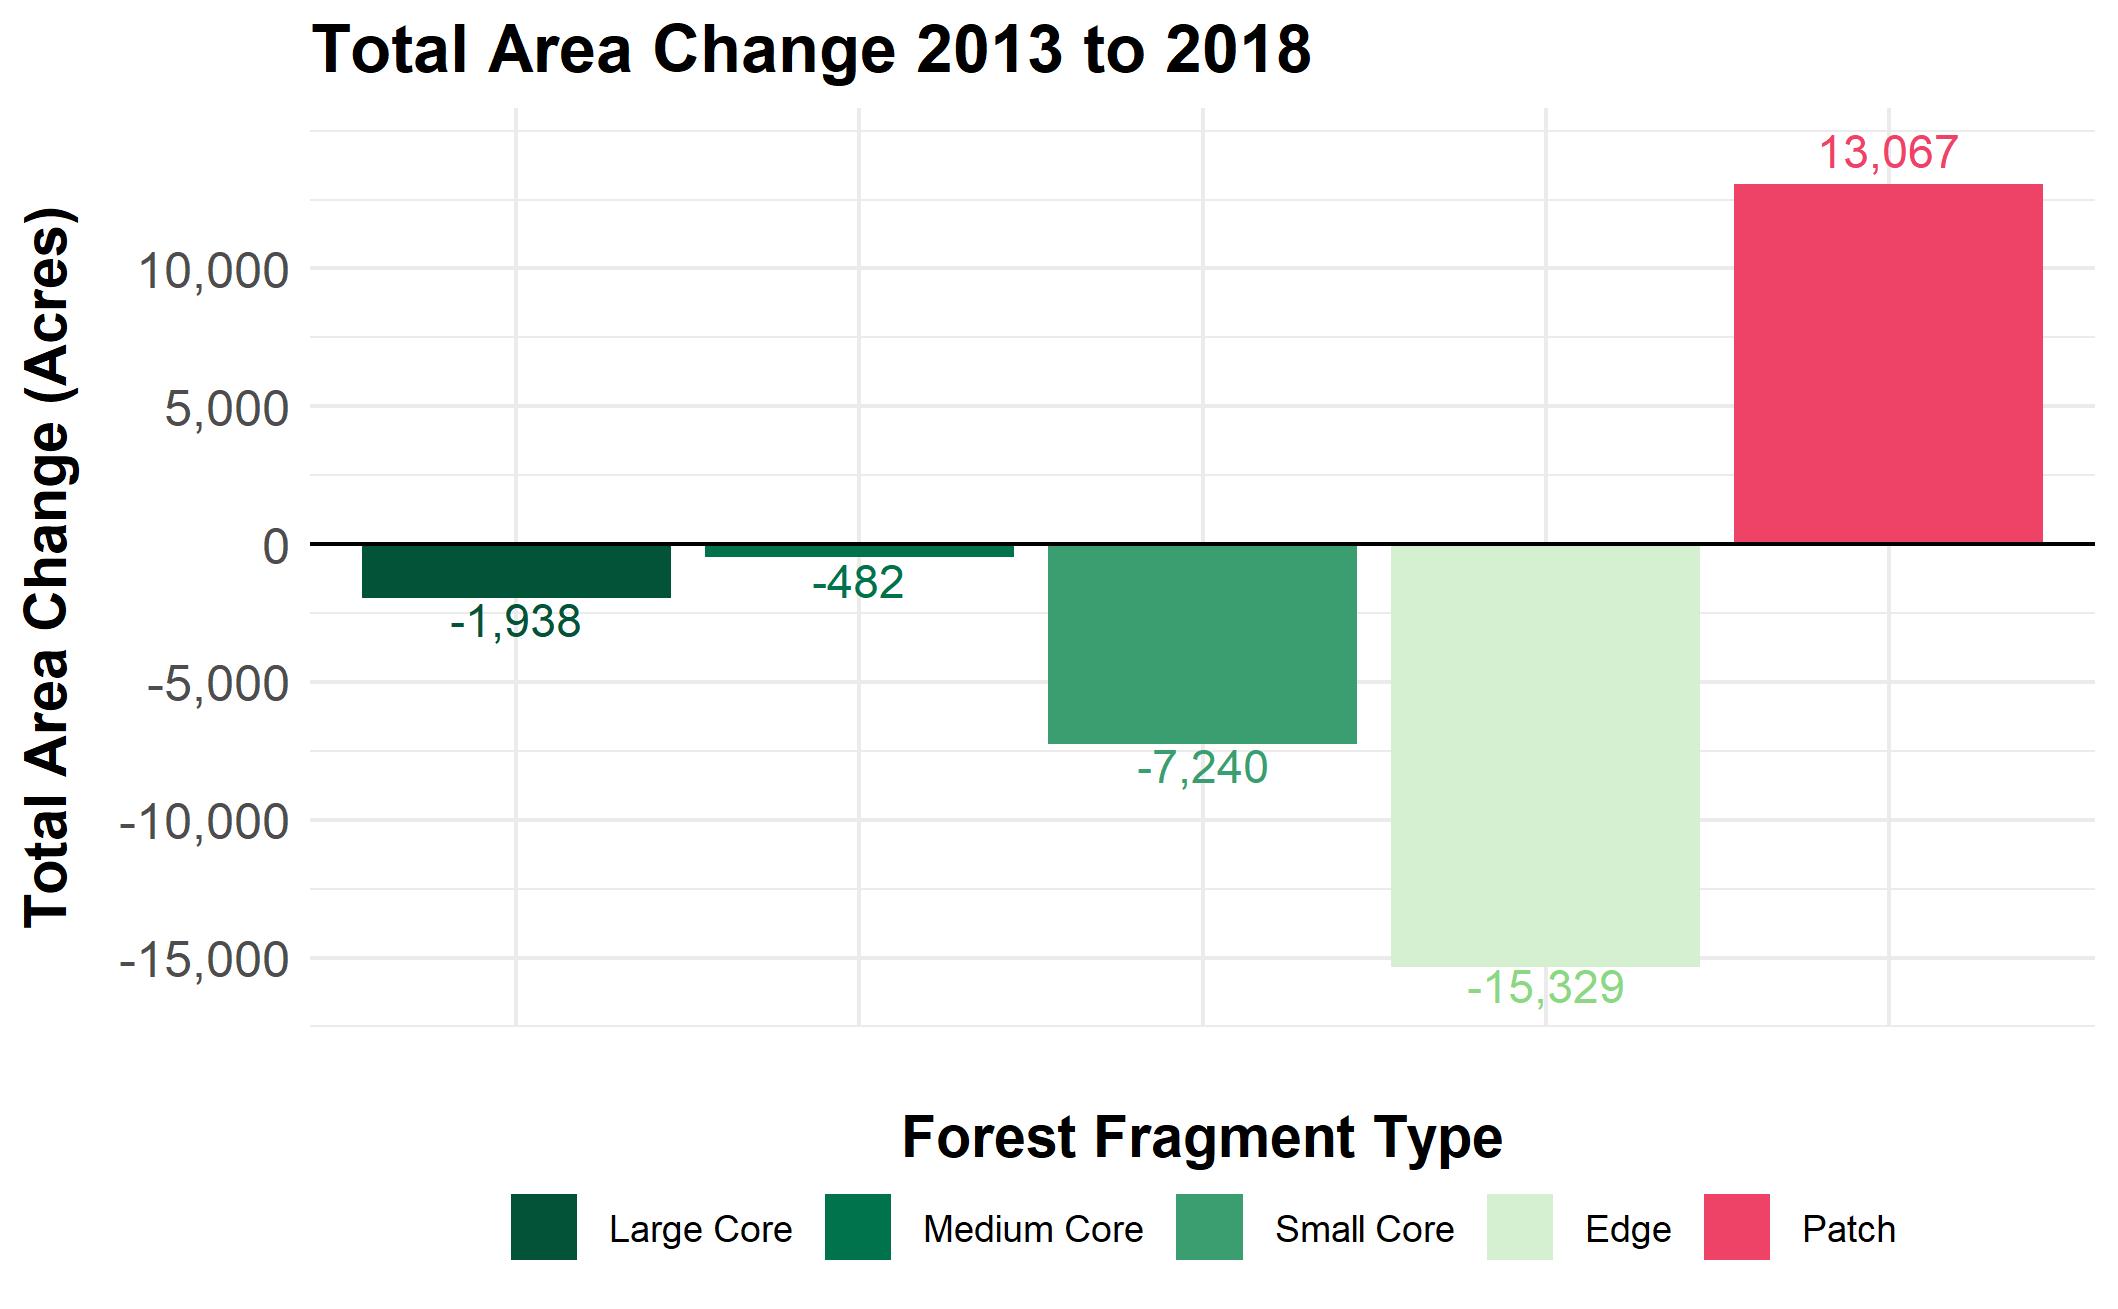 Total Area Change 2013 to 2018
Total Area Change (Acres)
10,000
5,000
0
-5,000
-10,000
-15,000
13,067
-482
-1,938
-7,240
-15,329
Forest Fragment Type
Large Core
Medium Core
Small Core
Edge
Patch